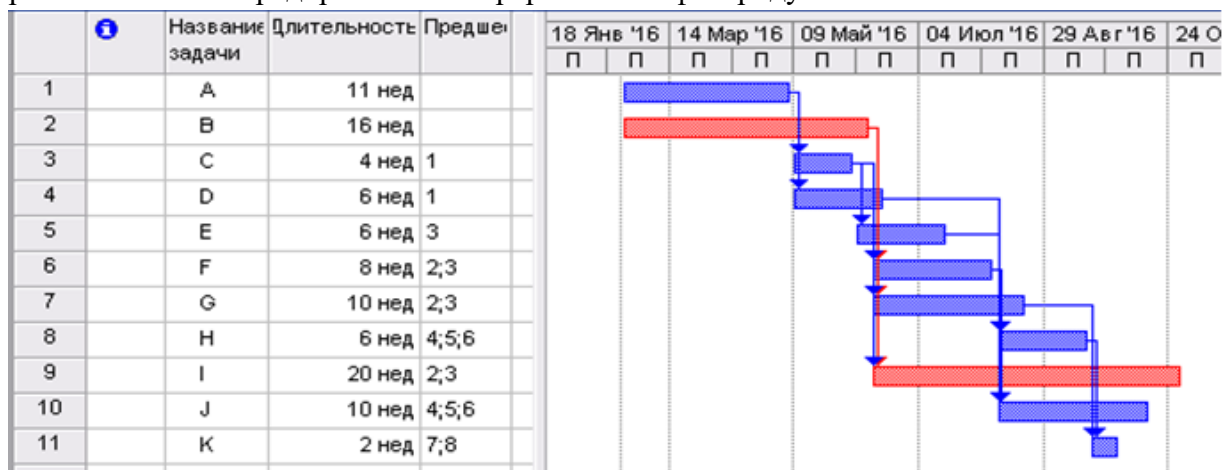 Название Длительность Предше
задачи
18 Янв '16 14 Мар '16 09 Май '16 04 Июл '16 29 Авг '16 24 О
П П П П П П П П П П П
1 A 11 нед
2 B 16 нед
3 C 4 нед 1
4 D 6 нед 1
5 E 6 нед 3
6 F 8 нед 2;3
7 G 10 нед 2;3
8 H 6 нед 4;5;6
9 I 20 нед 2;3
10 J 10 нед 4;5;6
11 K 2 нед 7;8